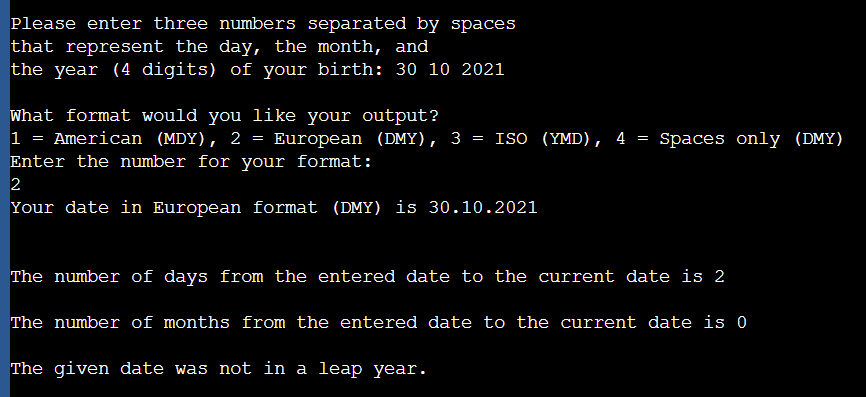 Please enter three numbers separated by spaces
that represent the day, the month, and
the year (4 digits) of your birth: 30 10 2021
What format would you like your output?
1 = American (MDY), 2 = European (DMY), 3 = ISO (YMD), 4 = Spaces only (DMY)
Enter the number for your format:
2
Your date in European format (DMY) is 30.10.2021
The number of days from the entered date to the current date is 2
The number of months from the entered date to the current date is 0
The given date was not in a leap year.